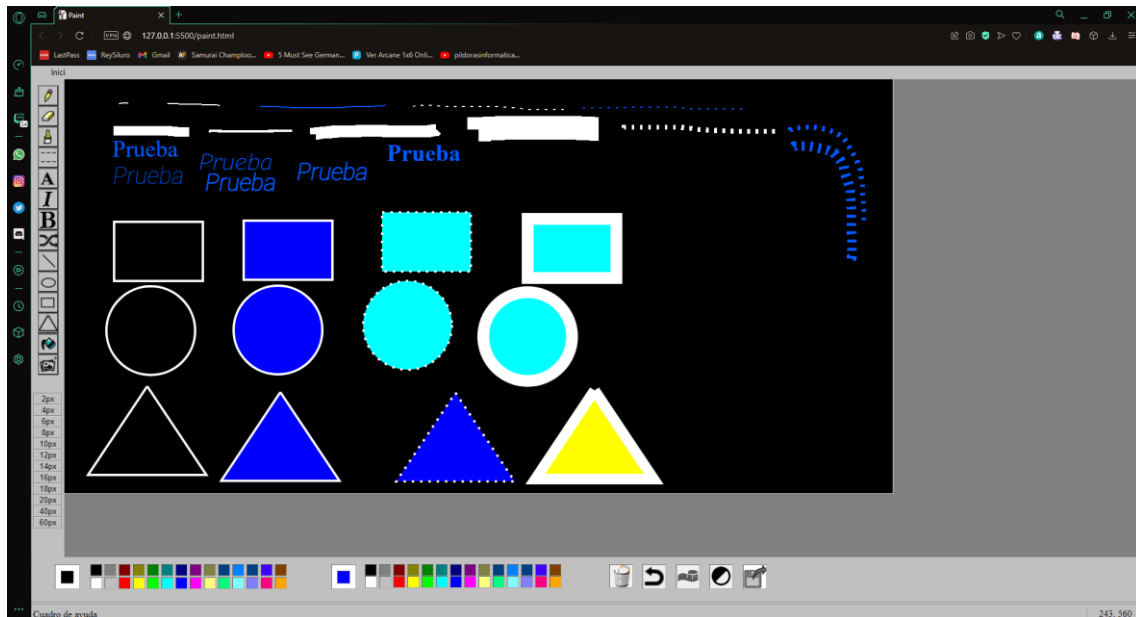 Paint
VPN 127.0.0.1:5500/paint.html
LastPass ReySiluro Gmail Samurai Champloo... 5 Must See German... Ver Arcane 1x6 Onli... pildorasinformatica...
Inici
A
I
B
Prueba
Prueba
Prueba
Prueba
Prueba
Prueba
2px
4px
6px
8px
10px
12px
14px
16px
18px
20px
40px
60px
Cuadro de ayuda
243, 560